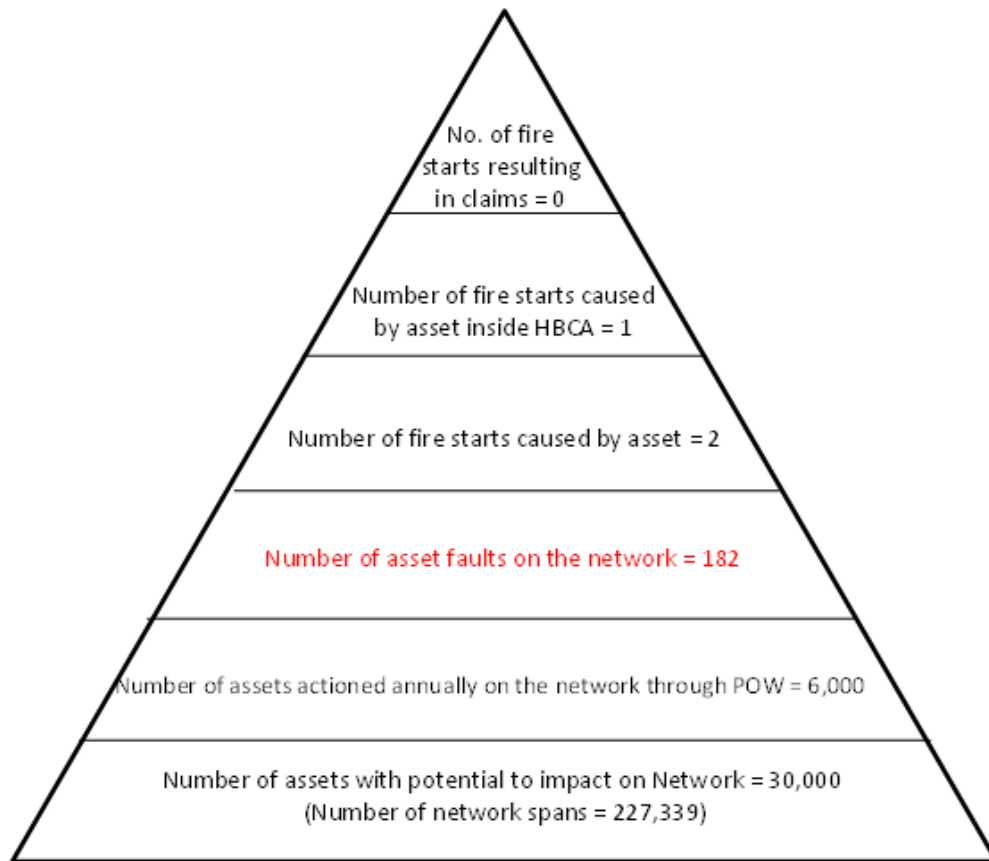 No. of fire
starts resulting
in claims = 0
Number of fire starts caused
by asset inside HBCA = 1
Number of fire starts caused by asset = 2
Number of asset faults on the network = 182
Number of assets actioned annually on the network through POW = 6,000
Number of assets with potential to impact on Network = 30,000
(Number of network spans = 227,339)